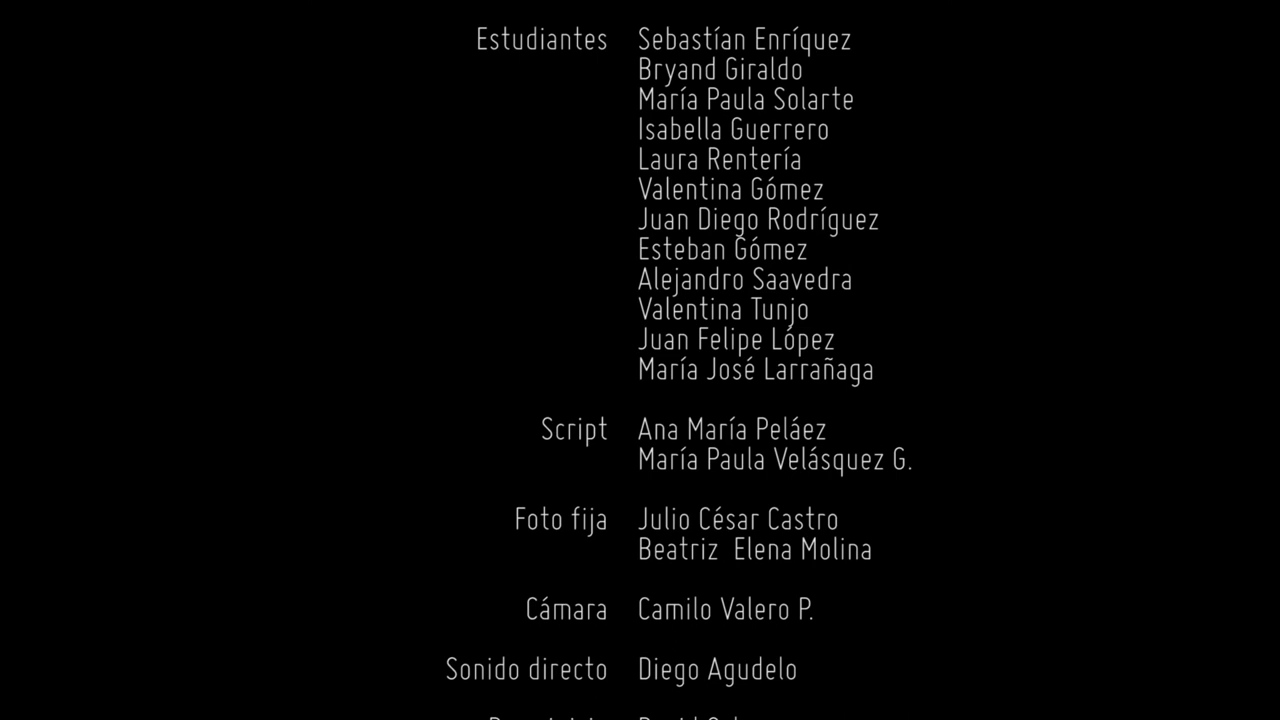 Estudiantes Sebastían Enríquez
Bryand Giraldo
María Paula Solarte
Isabella Guerrero
Laura Rentería
Valentina Gómez
Juan Diego Rodríguez
Esteban Gómez
Alejandro Saavedra
Valentina Tunjo
Juan Felipe López
María José Larrañaga
Script Ana María Peláez
María Paula Velásquez G.
Foto fija Julio César Castro
Beatriz Elena Molina
Cámara Camilo Valero P.
Sonido directo Diego Agudelo